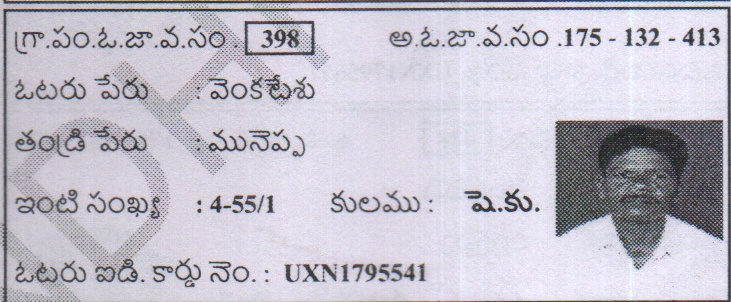 గ్రా.పం.ఓ.జా.వ.సం . 398 అ.ఓ.జా.వ.సం .175 - 132 - 413
ఓటరు పేరు : వెంకటేశు
తండ్రి పేరు : మునెప్ప
ఇంటి సంఖ్య : 4-55/1 కులము : షె.కు.
ఓటరు ఐడి. కార్డు నెం. : UXN1795541